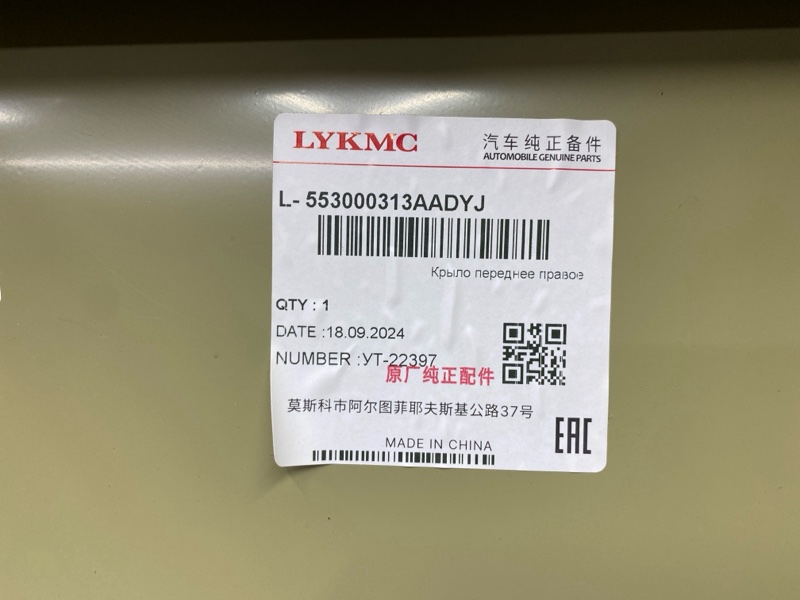 LYKMC
汽车纯正备件
AUTOMOBILE GENUINE PARTS
L- 553000313AADYJ
Крыло переднее правое
QTY : 1
DATE :18.09.2024
NUMBER :УТ-22397
原厂纯正配件
莫斯科市阿尔图菲耶夫斯基公路37号
EAC
MADE IN CHINA